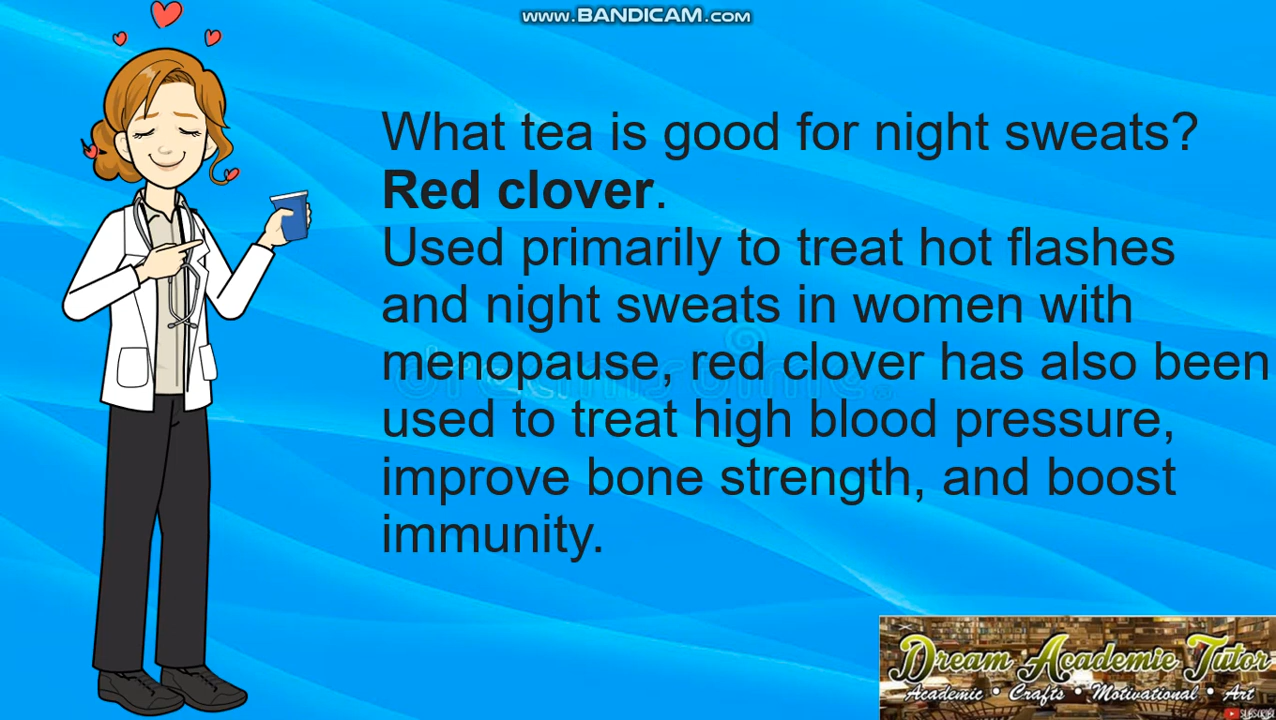 www.BANDICAM.com
What tea is good for night sweats?
Red clover.
Used primarily to treat hot flashes
and night sweats in women with
menopause, red clover has also been
used to treat high blood pressure,
improve bone strength, and boost
immunity.
Dream Academic Tutor
Academic • Crafts • Motivational • Art
SUBSCRIBE